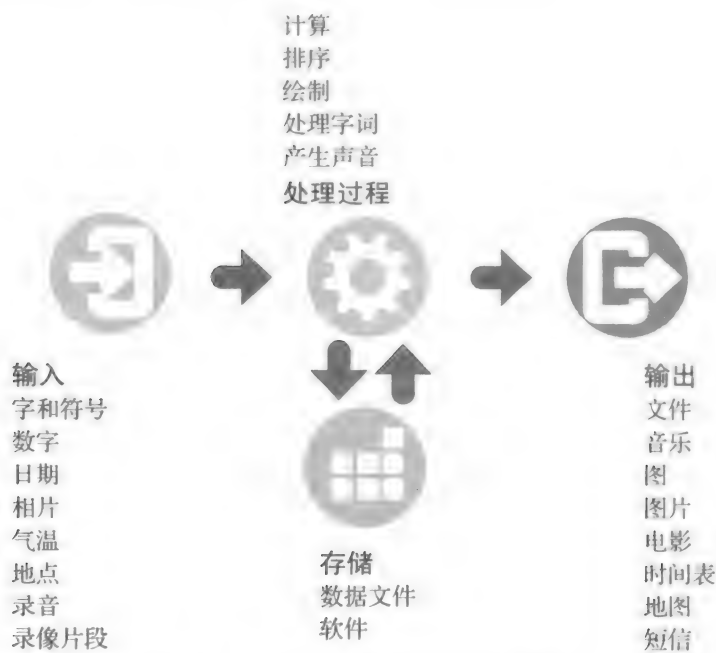 计算
排序
绘制
处理字词
产生声音
处理过程
输入
字和符号
数字
日期
相片
气温
地点
录音
录像片段
存储
数据文件
软件
输出
文件
音乐
图
图片
电影
时间表
地图
短信